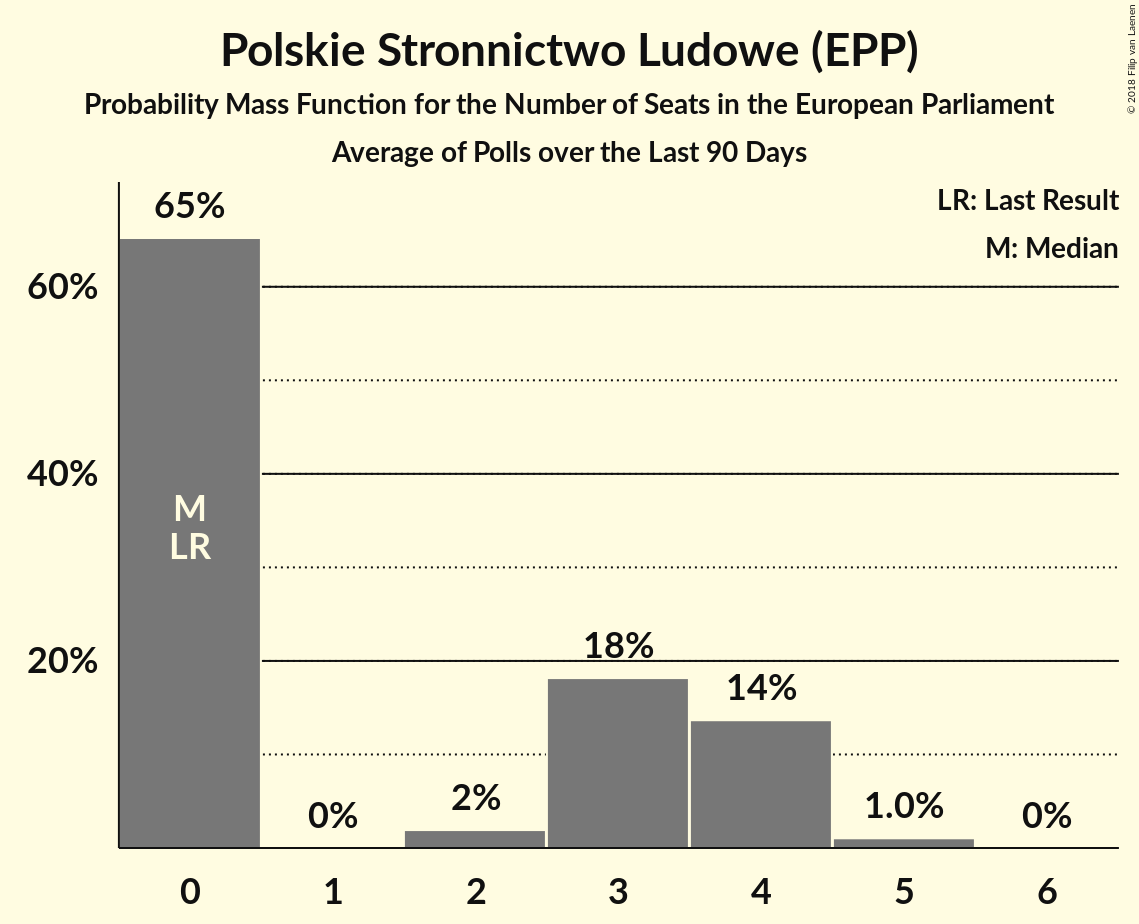 Polskie Stronnictwo Ludowe (EPP)
Probability Mass Function for the Number of Seats in the European Parliament
Average of Polls over the Last 90 Days
© 2018 Filip van Laenen
LR: Last Result
M: Median
65%
60%
40%
M
LR
20%
18%
14%
0%
2%
1.0%
0%
0 1 2 3 4 5 6